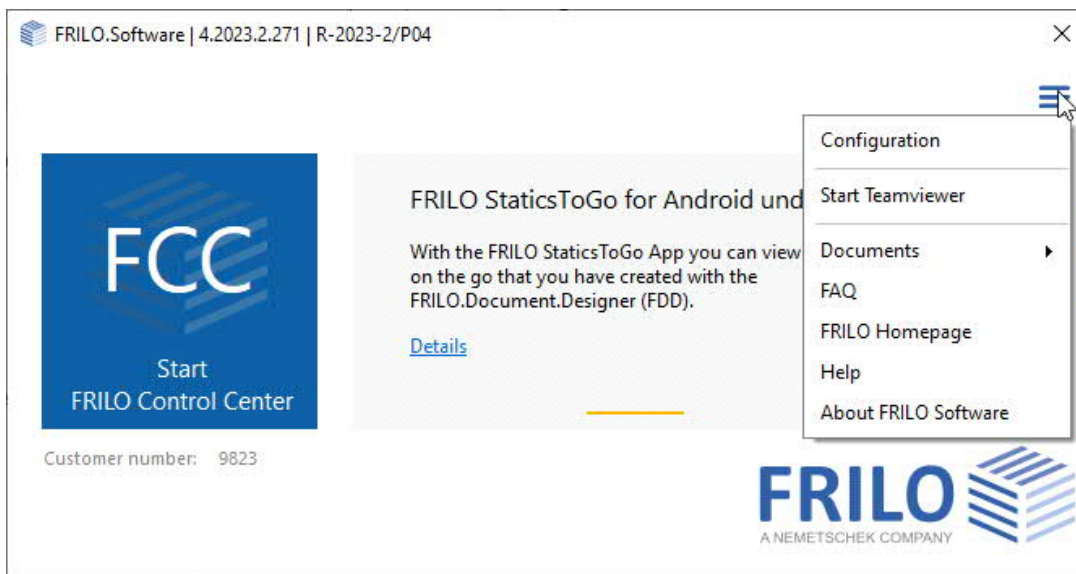 FRILO.Software | 4.2023.2.271 | R-2023-2/P04
Configuration
Start Teamviewer
Documents
FAQ
FRILO Homepage
Help
About FRILO Software
FCC
Start
FRILO Control Center
FRILO StaticsToGo for Android und
With the FRILO StaticsToGo App you can view
on the go that you have created with the
FRILO.Document.Designer (FDD).
Details
Customer number: 9823
FRILO
A NEMETSCHEK COMPANY